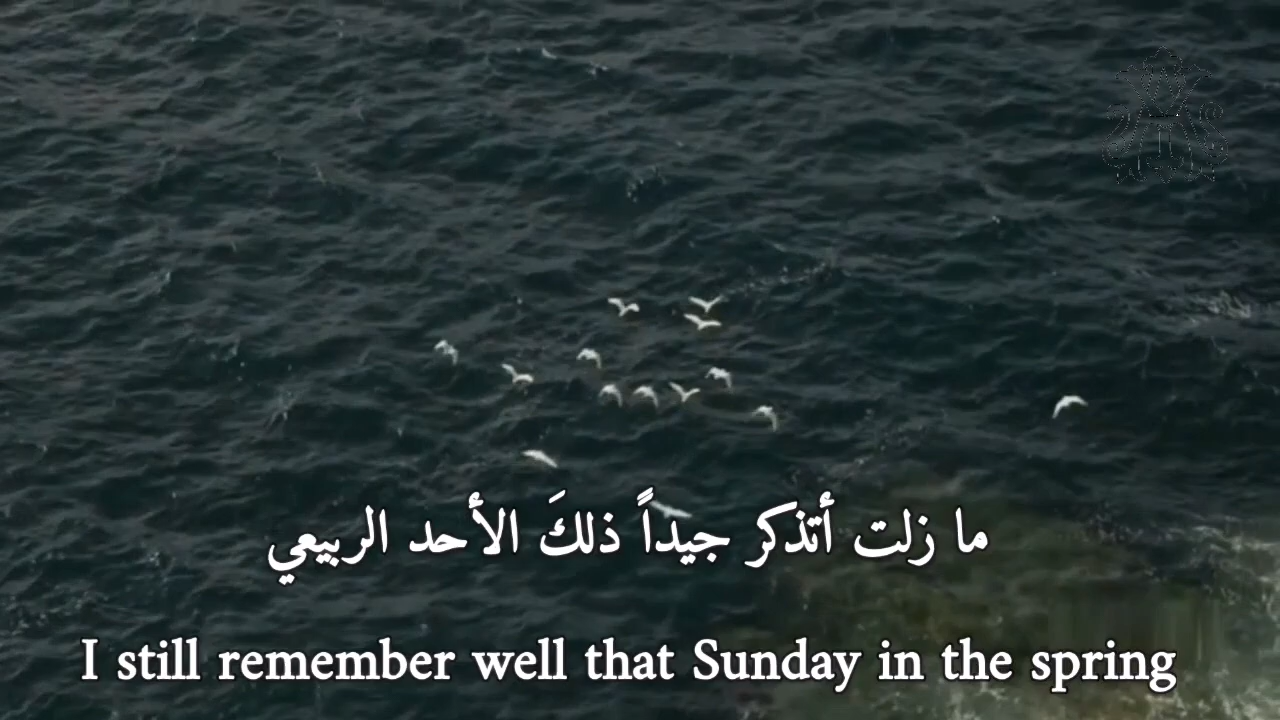 ما زلت أتذكر جيداً ذلكَ الأحد الربيعي
I still remember well that Sunday in the spring